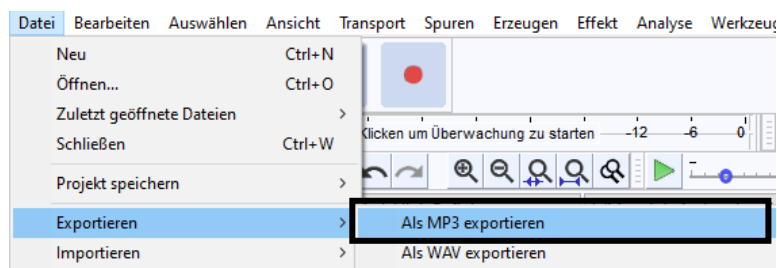 Datei Bearbeiten Auswählen Ansicht Transport Spuren Erzeugen Effekt Analyse Werkzeug
Neu Ctrl+N
Öffnen... Ctrl+O
Zuletzt geöffnete Dateien >
Schließen Ctrl+W
Klicken um Überwachung zu starten -12 -6 0
Projekt speichern >
Exportieren > Als MP3 exportieren
Importieren > Als WAV exportieren